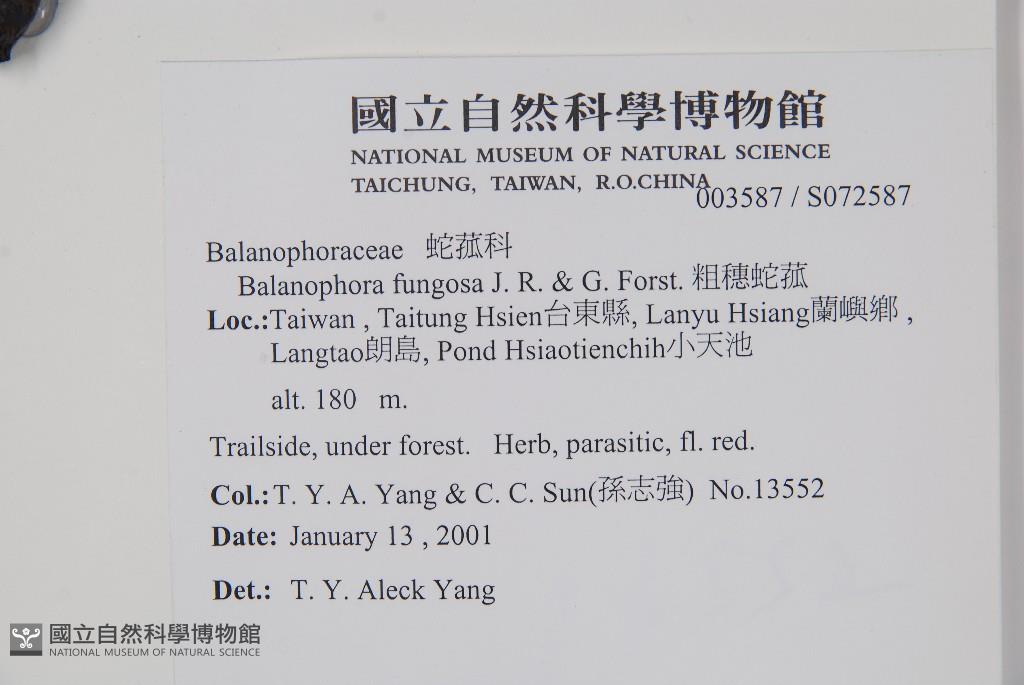 國立自然科學博物館
NATIONAL MUSEUM OF NATURAL SCIENCE
TAICHUNG, TAIWAN, R.O.CHINA
003587 / S072587
Balanophoraceae 蛇菰科
Balanophora fungosa J. R. & G. Forst. 粗穗蛇菰
Loc.:Taiwan , Taitung Hsien台東縣, Lanyu Hsiang蘭嶼鄉 ,
Langtao朗島, Pond Hsiaotienchih小天池
alt. 180 m.
Trailside, under forest. Herb, parasitic, fl. red.
Col.: T. Y. A. Yang & C. C. Sun(孫志強) No.13552
Date: January 13 , 2001
Det.: T. Y. Aleck Yang
國立自然科學博物館
NATIONAL MUSEUM OF NATURAL SCIENCE